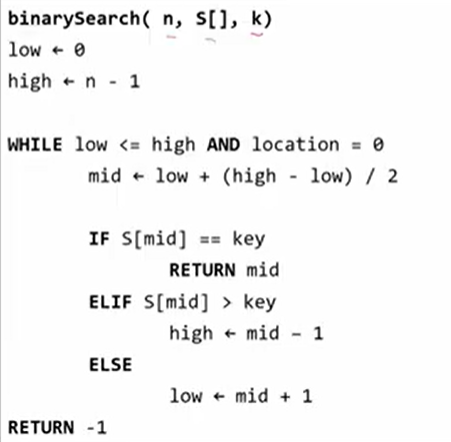 binarySearch( n, S[], k)
low ← 0
high ← n - 1
WHILE low <= high AND location = 0
mid ← low + (high - low) / 2
IF S[mid] == key
RETURN mid
ELIF S[mid] > key
high ← mid - 1
ELSE
low ← mid + 1
RETURN -1